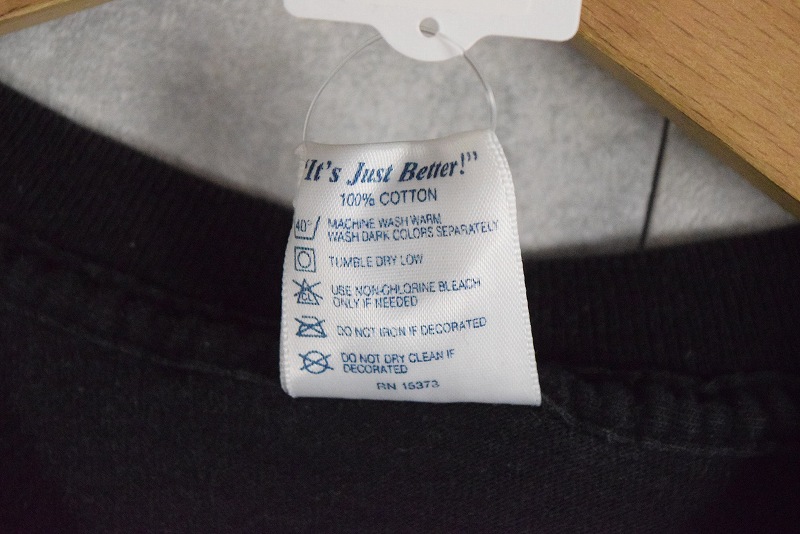 "It's Just Better!"
100% COTTON
40°
MACHINE WASH WARM
WASH DARK COLORS SEPARATELY
TUMBLE DRY LOW
CL
USE NON-CHLORINE BLEACH
ONLY IF NEEDED
DO NOT IRON IF DECORATED
DO NOT DRY CLEAN IF
DECORATED
RN 15373